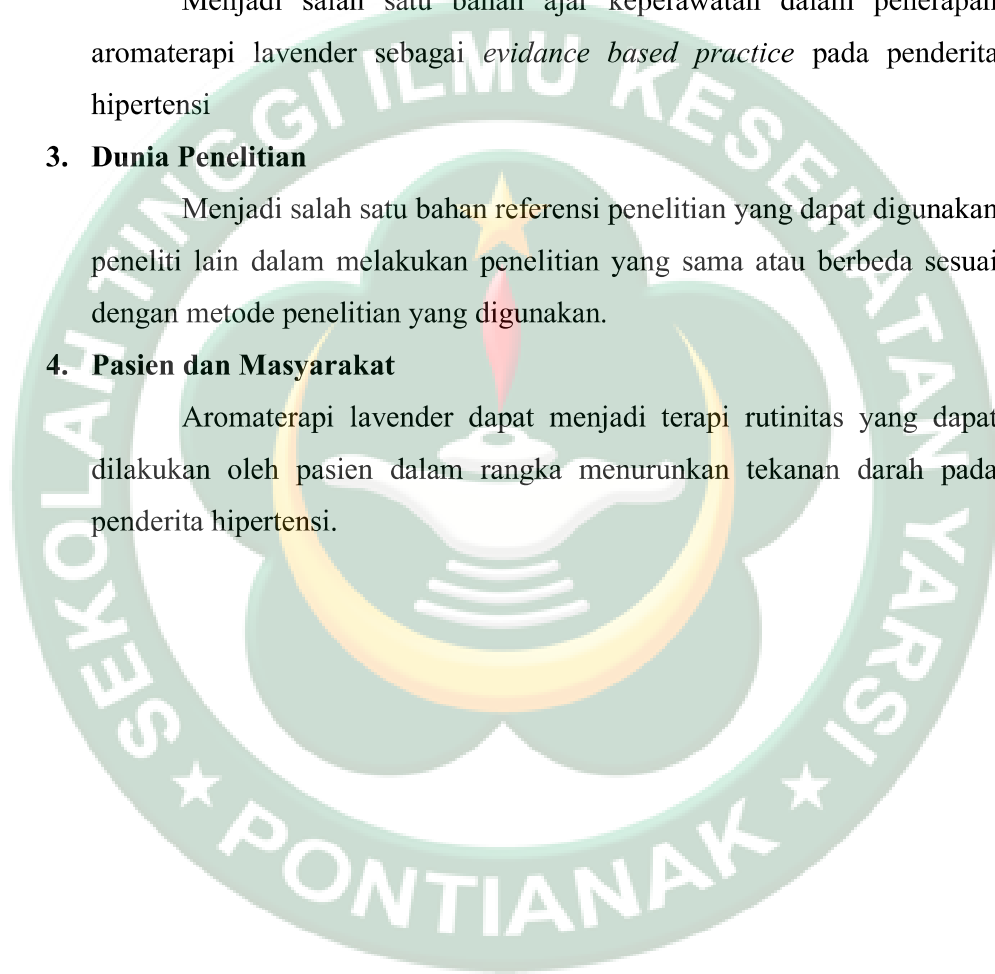 Menjadi salah satu bahan ajar keperawatan dalam penerapan
aromaterapi lavender sebagai evidance based practice pada penderita
hipertensi
3. Dunia Penelitian
Menjadi salah satu bahan referensi penelitian yang dapat digunakan
peneliti lain dalam melakukan penelitian yang sama atau berbeda sesuai
dengan metode penelitian yang digunakan.
4. Pasien dan Masyarakat
Aromaterapi lavender dapat menjadi terapi rutinitas yang dapat
dilakukan oleh pasien dalam rangka menurunkan tekanan darah pada
penderita hipertensi.
SEKOLAH TINGGI ILMU KESEHATAN YARSI
PONTIANAK